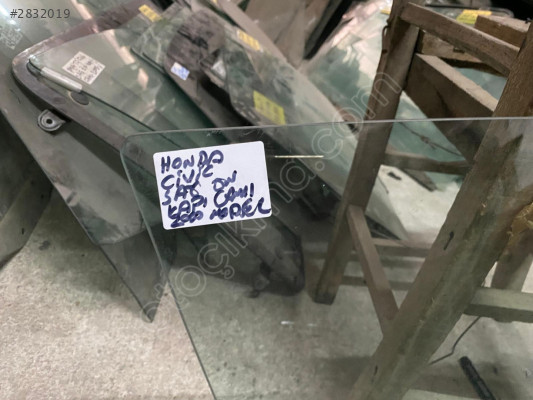 #2832019
HONDA
CİVİC
SAĞ ÖN
KAPI CAMI
2000 MODEL